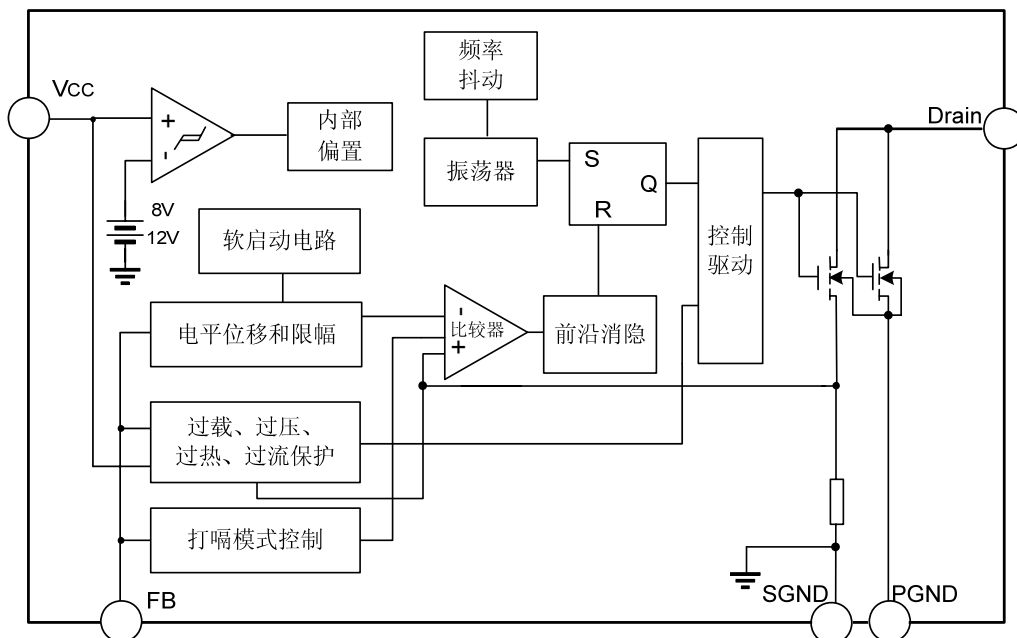 频率
抖动
VCC
+
-
内部
偏置
Drain
振荡器
S
Q
R
8V
12V
软启动电路
控制
驱动
电平位移和限幅
-
比较器
+
前沿消隐
过载、过压、
过热、过流保护
打嗝模式控制
FB
SGND
PGND